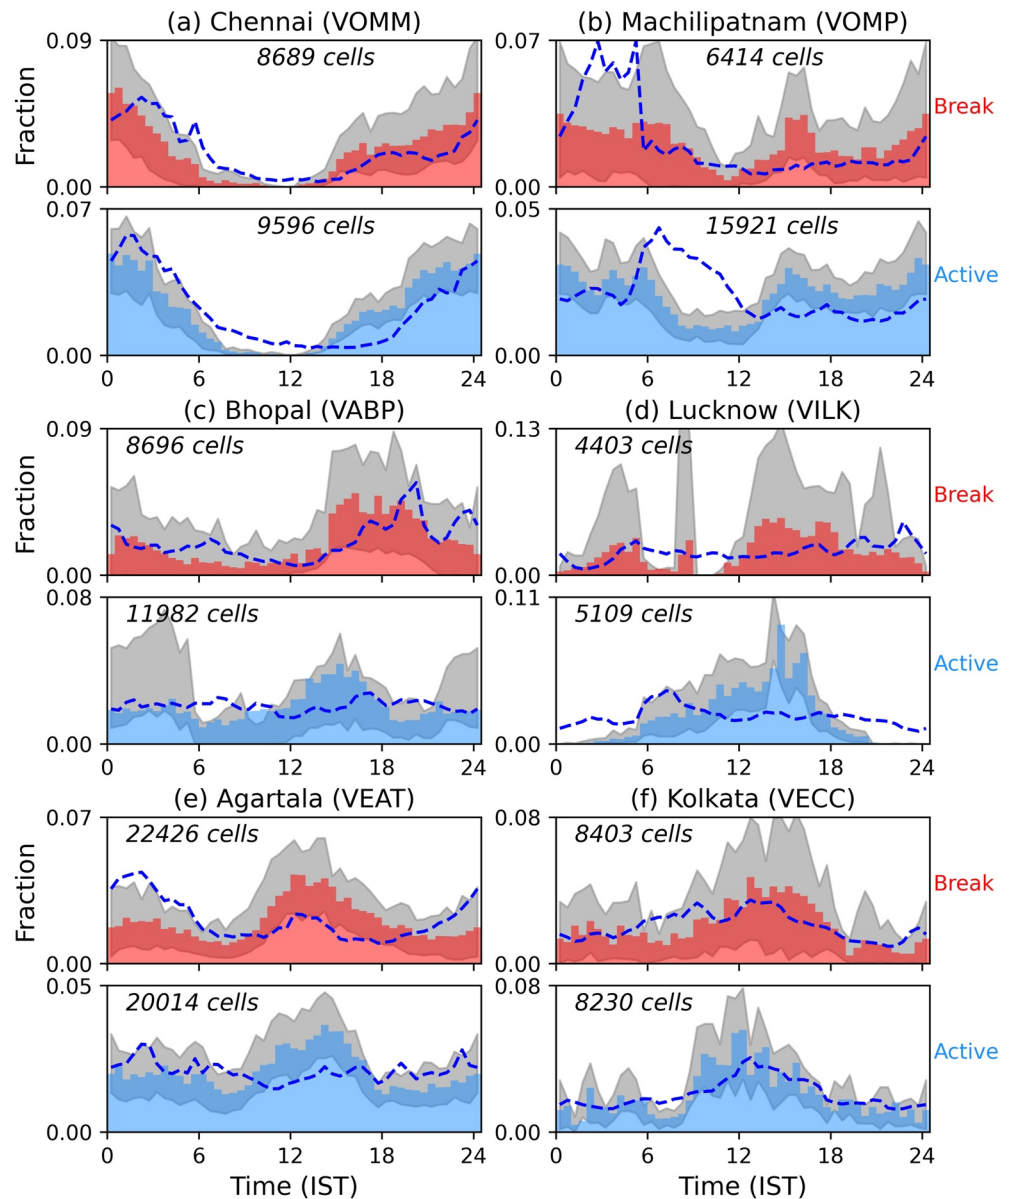 (a) Chennai (VOMM)
(b) Machilipatnam (VOMP)
0.09
8689 cells
0.00
Fraction
0.07
6414 cells
0.00
Break
0.07
9596 cells
0.00
0 6 12 18 24
0.05
15921 cells
0.00
0 6 12 18 24
Active
(c) Bhopal (VABP)
(d) Lucknow (VILK)
0.09
8696 cells
0.00
Fraction
0.13
4403 cells
0.00
Break
0.08
11982 cells
0.00
0 6 12 18 24
0.11
5109 cells
0.00
0 6 12 18 24
Active
(e) Agartala (VEAT)
(f) Kolkata (VECC)
0.07
22426 cells
0.00
Fraction
0.08
8403 cells
0.00
Break
0.05
20014 cells
0.00
0 6 12 18 24
Time (IST)
0.08
8230 cells
0.00
0 6 12 18 24
Time (IST)
Active